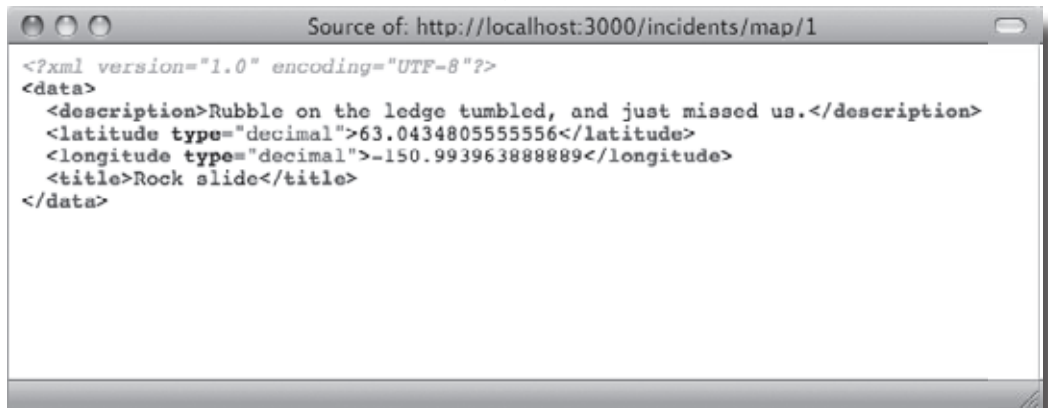 Source of: http://localhost:3000/incidents/map/1
<?xml version="1.0" encoding="UTF-8"?>
<data>
  <description>Rubble on the ledge tumbled, and just missed us.</description>
  <latitude type="decimal">63.0434805555556</latitude>
  <longitude type="decimal">-150.993963888889</longitude>
  <title>Rock slide</title>
</data>